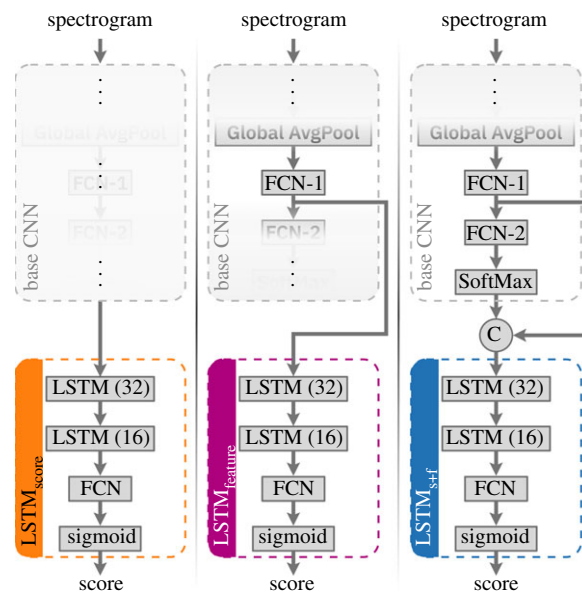 spectrogram
Global AvgPool
FCN-1
FCN-2
base CNN
LSTM (32)
LSTM (16)
FCN
sigmoid
LSTMscore
score
spectrogram
Global AvgPool
FCN-1
FCN-2
SoftMax
base CNN
LSTM (32)
LSTM (16)
FCN
sigmoid
LSTMfeature
score
spectrogram
Global AvgPool
FCN-1
FCN-2
SoftMax
base CNN
C
LSTM (32)
LSTM (16)
FCN
sigmoid
LSTMs+f
score